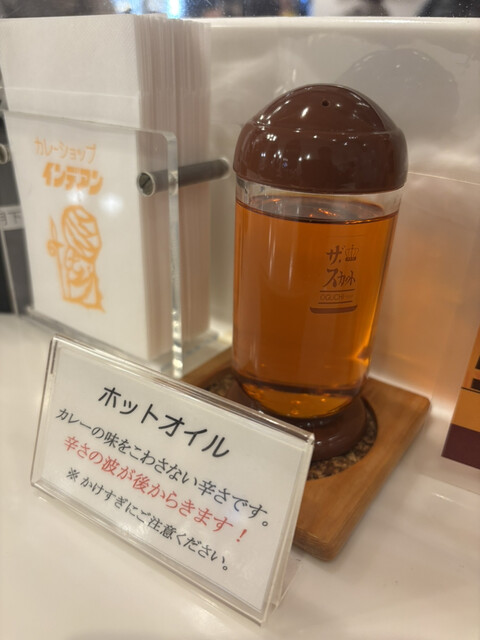 カレーショップ
インデアン
ザ・
スカット
ホットオイル
カレーの味をこわさない辛さです。
辛さの波が後からきます!
※ かけすぎにご注意ください。